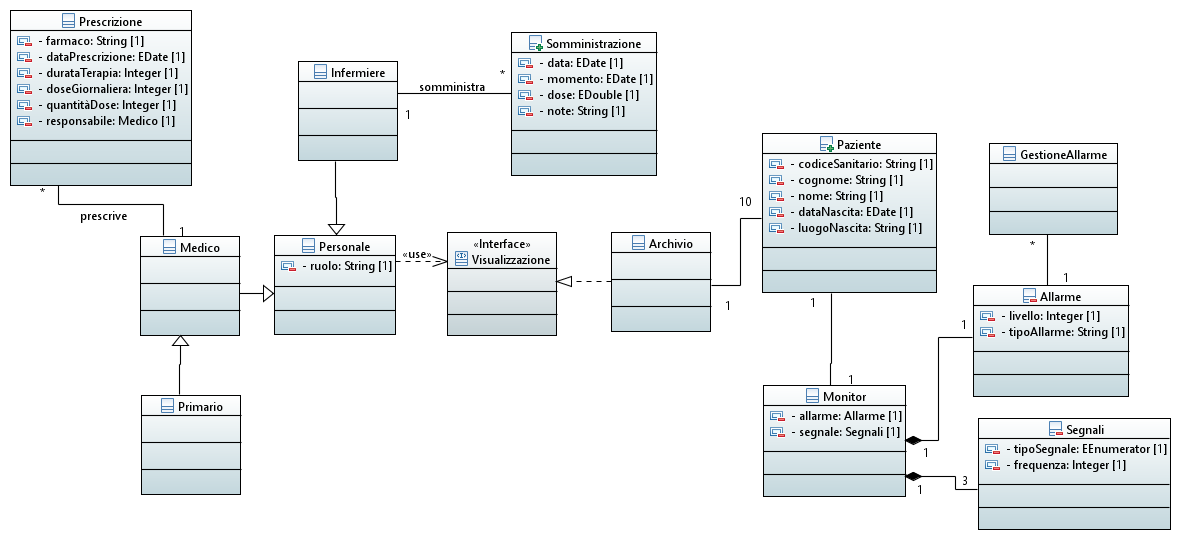 Prescrizione
- farmaco: String [1]
- dataPrescrizione: EDate [1]
- durataTerapia: Integer [1]
- doseGiornaliera: Integer [1]
- quantitàDose: Integer [1]
- responsabile: Medico [1]
*
prescrive
1
Infermiere
somministra
*
1
Somministrazione
- data: EDate [1]
- momento: EDate [1]
- dose: EDouble [1]
- note: String [1]
Medico
Personale
- ruolo: String [1]
«use»
«Interface»
Visualizzazione
Archivio
10
1
Paziente
- codiceSanitario: String [1]
- cognome: String [1]
- nome: String [1]
- dataNascita: EDate [1]
- luogoNascita: String [1]
1
1
GestioneAllarme
*
1
Allarme
- livello: Integer [1]
- tipoAllarme: String [1]
1
Primario
Monitor
- allarme: Allarme [1]
- segnale: Segnali [1]
1
1
3
Segnali
- tipoSegnale: EEnumerator [1]
- frequenza: Integer [1]